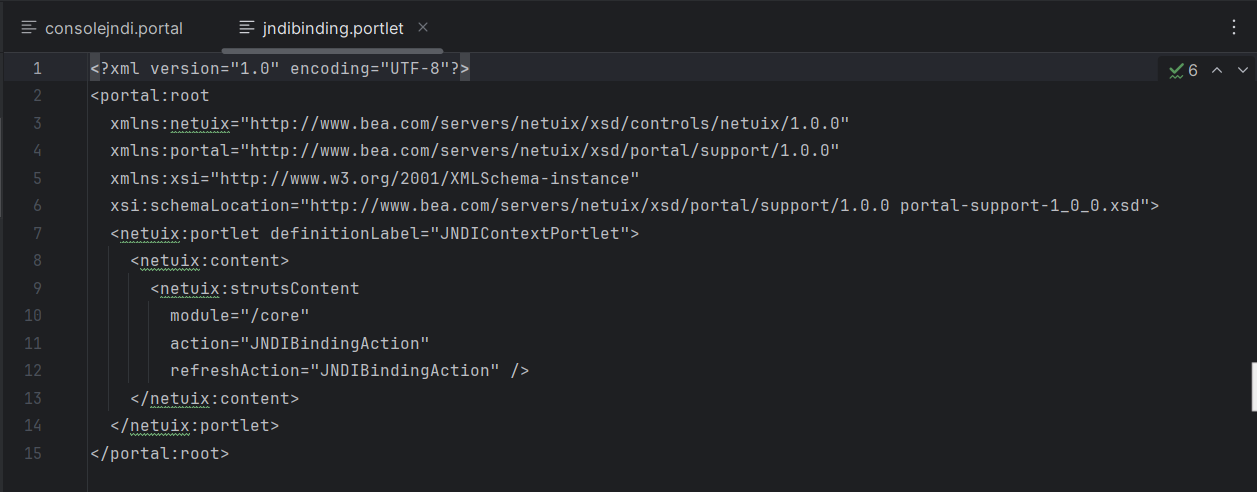 consolejndi.portal
jndibinding.portlet
6
1 <?xml version="1.0" encoding="UTF-8"?>
2 <portal:root
3 xmlns:netuix="http://www.bea.com/servers/netuix/xsd/controls/netuix/1.0.0"
4 xmlns:portal="http://www.bea.com/servers/netuix/xsd/portal/support/1.0.0"
5 xmlns:xsi="http://www.w3.org/2001/XMLSchema-instance"
6 xsi:schemaLocation="http://www.bea.com/servers/netuix/xsd/portal/support/1.0.0 portal-support-1_0_0.xsd">
7 <netuix:portlet definitionLabel="JNDIContextPortlet">
8 <netuix:content>
9 <netuix:strutsContent
10 module="/core"
11 action="JNDIBindingAction"
12 refreshAction="JNDIBindingAction" />
13 </netuix:content>
14 </netuix:portlet>
15 </portal:root>